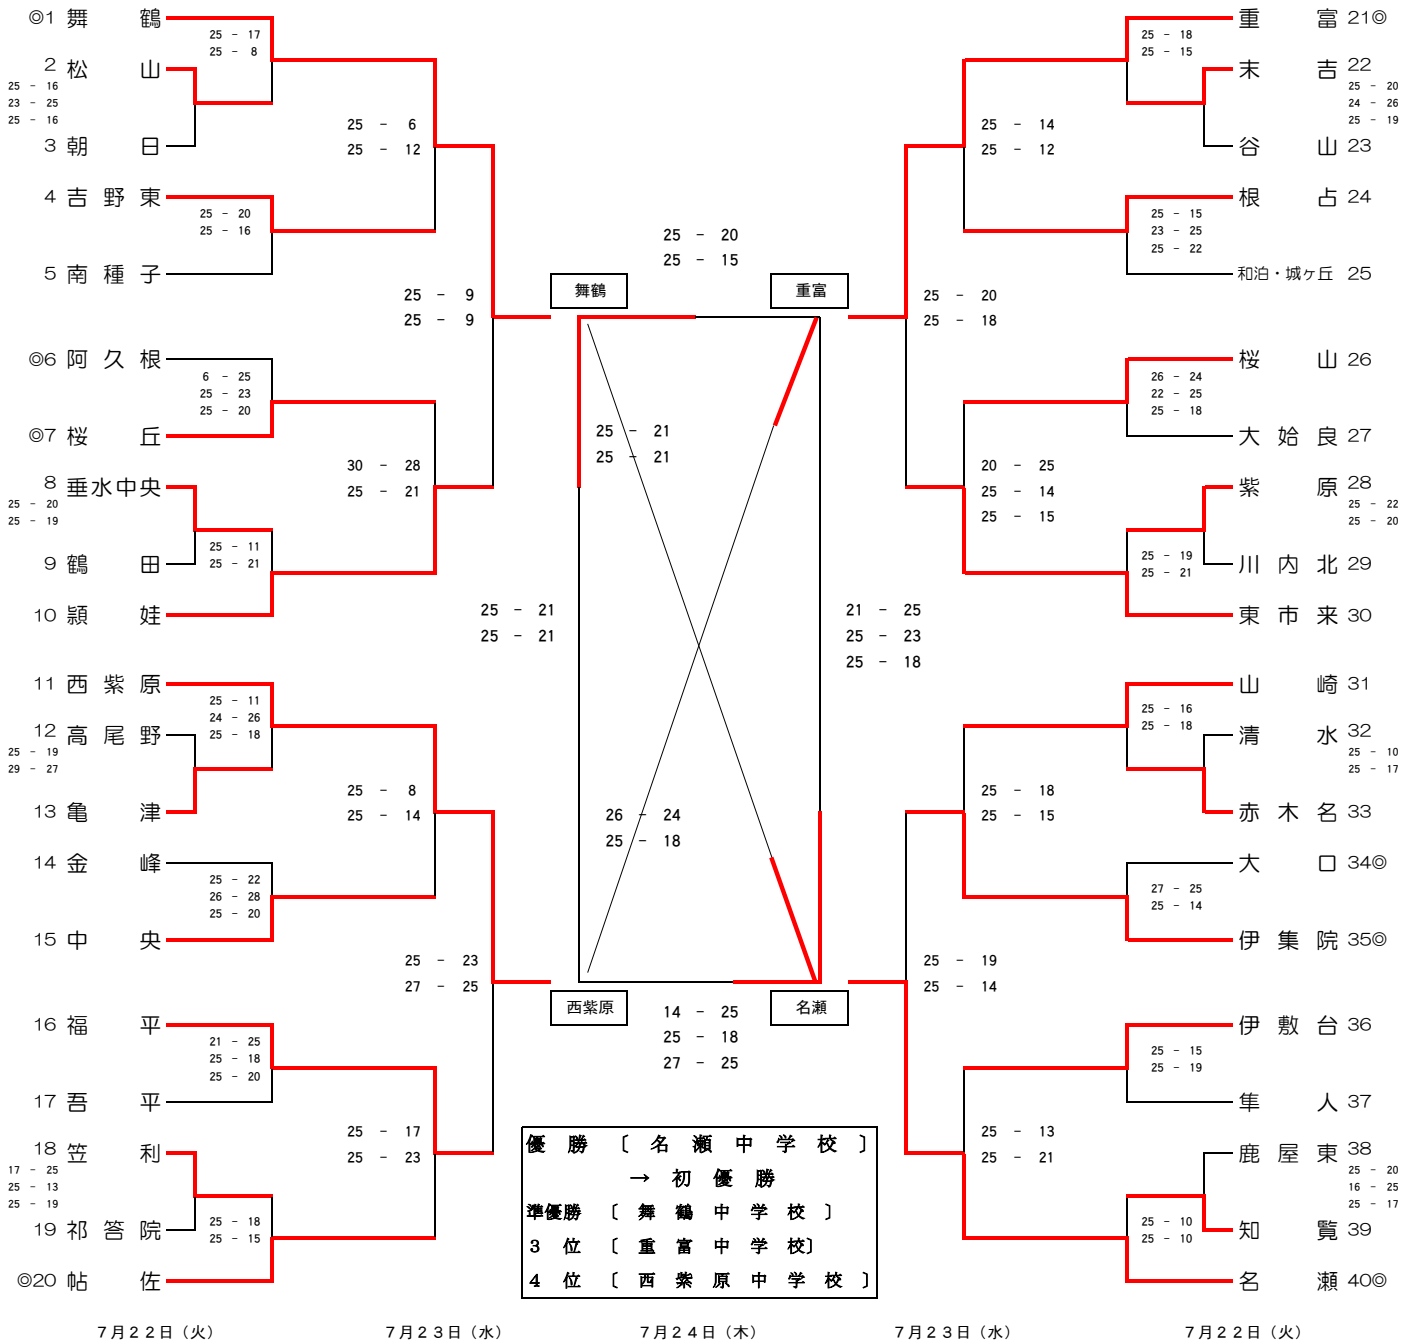 ◎1 舞 鶴
25 - 17
25 - 8
2 松 山
25 - 16
23 - 25
25 - 16
3 朝 日
25 - 6
25 - 12
4 吉 野 東
25 - 20
25 - 16
5 南 種 子
25 - 9
25 - 9
◎6 阿 久 根
6 - 25
25 - 23
25 - 20
◎7 桜 丘
30 - 28
25 - 21
8 垂水中央
25 - 20
25 - 19
9 鶴 田
25 - 11
25 - 21
10 頴 娃
11 西 紫 原
25 - 11
24 - 26
25 - 18
12 高 尾 野
25 - 19
29 - 27
13 亀 津
25 - 8
25 - 14
14 金 峰
25 - 22
26 - 28
25 - 20
15 中 央
25 - 23
27 - 25
16 福 平
21 - 25
25 - 18
25 - 20
17 吾 平
25 - 17
25 - 23
18 笠 利
17 - 25
25 - 13
25 - 19
19 祁 答 院
25 - 18
25 - 15
◎20 帖 佐
25 - 20
25 - 15
舞鶴
重富
25 - 21
25 - 21
25 - 21
25 - 21
21 - 25
25 - 23
25 - 18
26 - 24
25 - 18
西紫原
名瀬
14 - 25
25 - 18
27 - 25
優 勝 〔 名 瀬 中 学 校 〕
→ 初 優 勝
準優勝 〔 舞 鶴 中 学 校 〕
3 位 〔 重 富 中 学 校〕
4 位 〔 西 紫 原 中 学 校 〕
重 富 21◎
25 - 18
25 - 15
末 吉 22
25 - 20
24 - 26
25 - 19
谷 山 23
25 - 14
25 - 12
根 占 24
25 - 15
23 - 25
25 - 22
和泊・城ヶ丘 25
25 - 20
25 - 18
桜 山 26
26 - 24
22 - 25
25 - 18
大 姶 良 27
20 - 25
25 - 14
25 - 15
紫 原 28
25 - 22
25 - 20
川 内 北 29
25 - 19
25 - 21
東 市 来 30
山 崎 31
25 - 16
25 - 18
清 水 32
25 - 10
25 - 17
赤 木 名 33
25 - 18
25 - 15
大 口 34◎
27 - 25
25 - 14
伊 集 院 35◎
25 - 19
25 - 14
伊 敷 台 36
25 - 15
25 - 19
隼 人 37
25 - 13
25 - 21
鹿 屋 東 38
25 - 20
16 - 25
25 - 17
知 覧 39
25 - 10
25 - 10
名 瀬 40◎
7月22日（火） 7月23日（水） 7月24日（木） 7月23日（水） 7月22日（火）